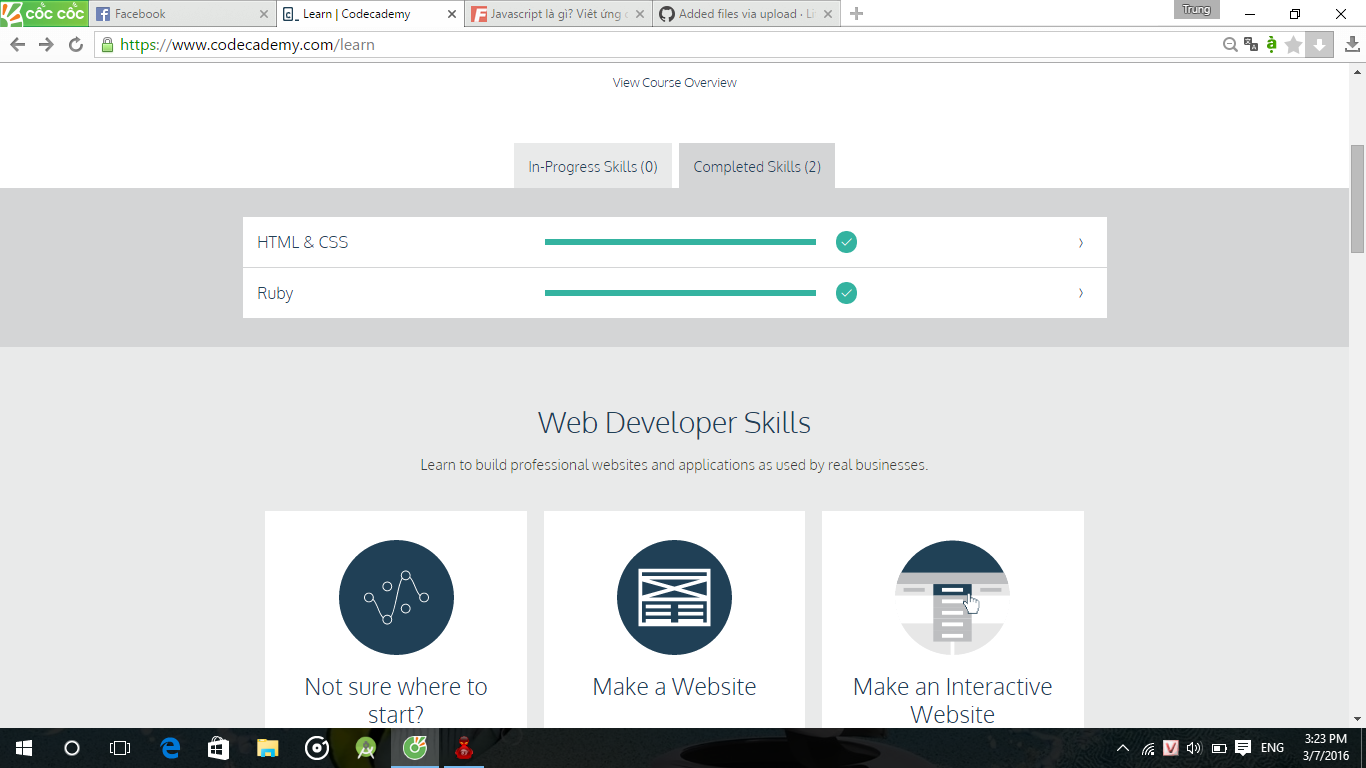 cốc cốc
Facebook
Learn | Codecademy
Javascript là gì? Viết ứng
Added files via upload · Li
Trung
https://www.codecademy.com/learn
View Course Overview
In-Progress Skills (0)
Completed Skills (2)
HTML & CSS
Ruby
Web Developer Skills
Learn to build professional websites and applications as used by real businesses.
Not sure where to
start?
Make a Website
Make an Interactive
Website
ENG
3:23 PM
3/7/2016